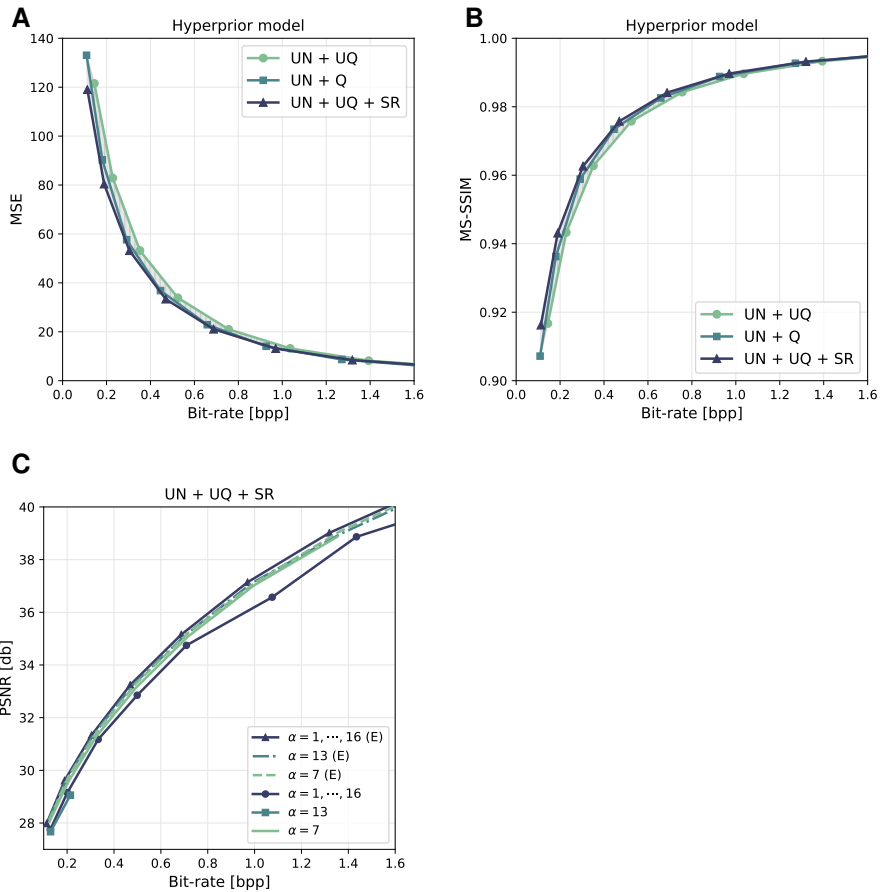 A
Hyperprior model
140
120
100
80
60
40
20
0
MSE
UN + UQ
UN + Q
UN + UQ + SR
0.0 0.2 0.4 0.6 0.8 1.0 1.2 1.4 1.6
Bit-rate [bpp]
B
Hyperprior model
1.00
0.98
0.96
0.94
0.92
0.90
MS-SSIM
UN + UQ
UN + Q
UN + UQ + SR
0.0 0.2 0.4 0.6 0.8 1.0 1.2 1.4 1.6
Bit-rate [bpp]
C
UN + UQ + SR
40
38
36
34
32
30
28
PSNR [db]
α = 1, ···, 16 (E)
α = 13 (E)
α = 7 (E)
α = 1, ···, 16
α = 13
α = 7
0.2 0.4 0.6 0.8 1.0 1.2 1.4 1.6
Bit-rate [bpp]